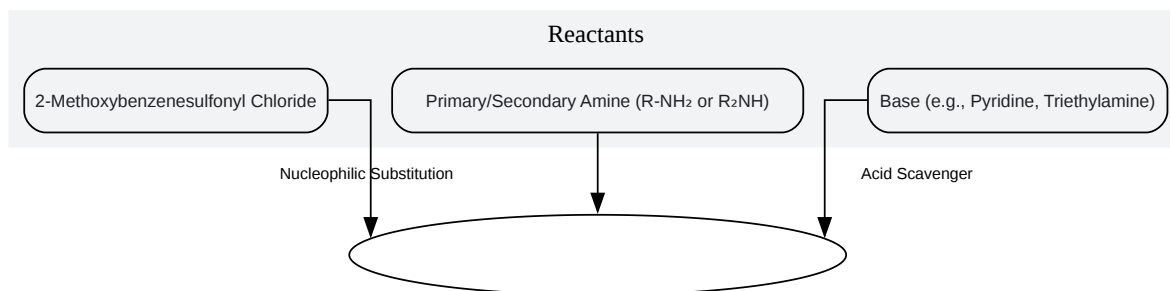 Reactants
2-Methoxybenzenesulfonyl Chloride
Primary/Secondary Amine (R-NH₂ or R₂NH)
Base (e.g., Pyridine, Triethylamine)
Nucleophilic Substitution
Acid Scavenger